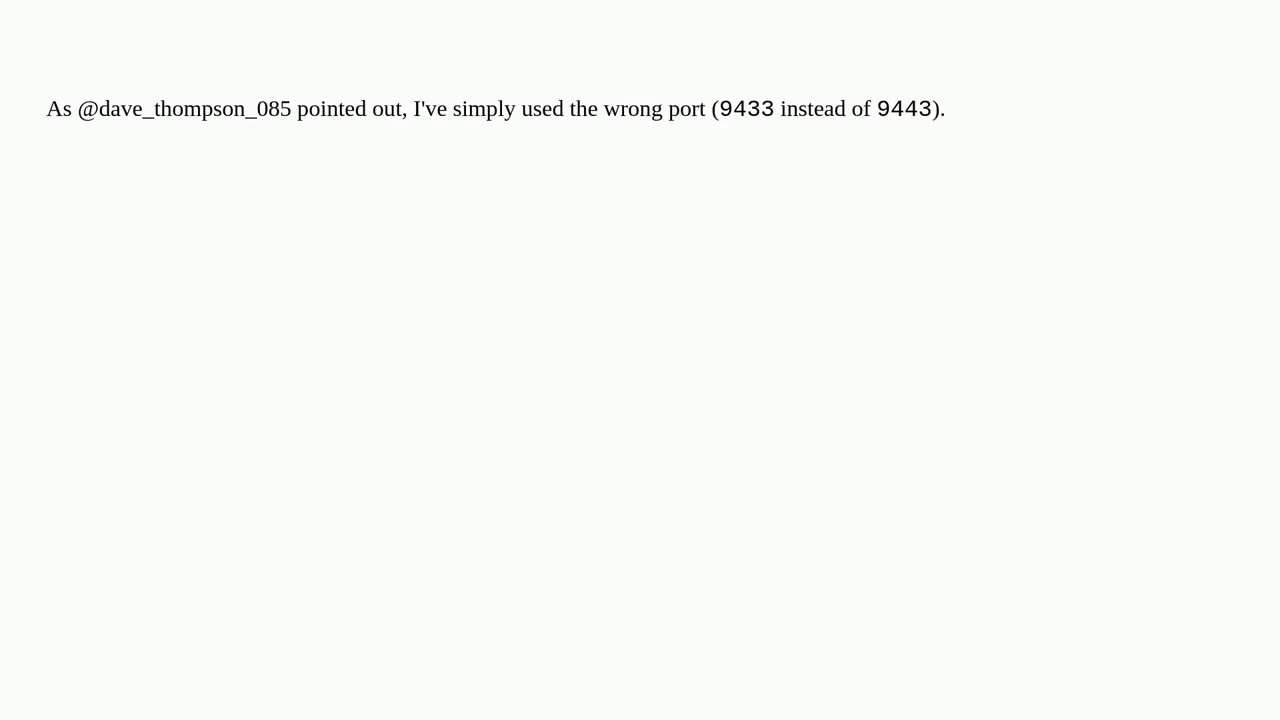 As @dave_thompson_085 pointed out, I've simply used the wrong port (9433 instead of 9443).